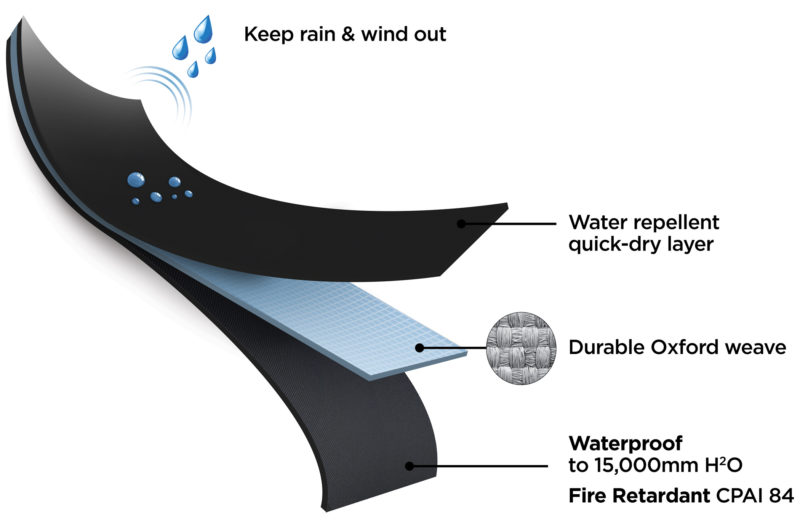 Keep rain & wind out
Water repellent
quick-dry layer
Durable Oxford weave
Waterproof
to 15,000mm H²O
Fire Retardant CPAI 84